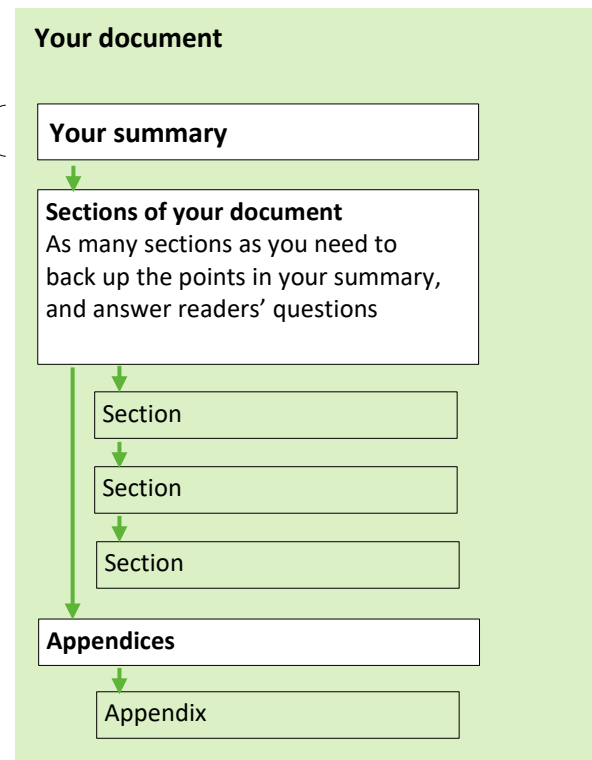 Your document
Your summary
Sections of your document
As many sections as you need to
back up the points in your summary,
and answer readers’ questions
Section
Section
Section
Appendices
Appendix